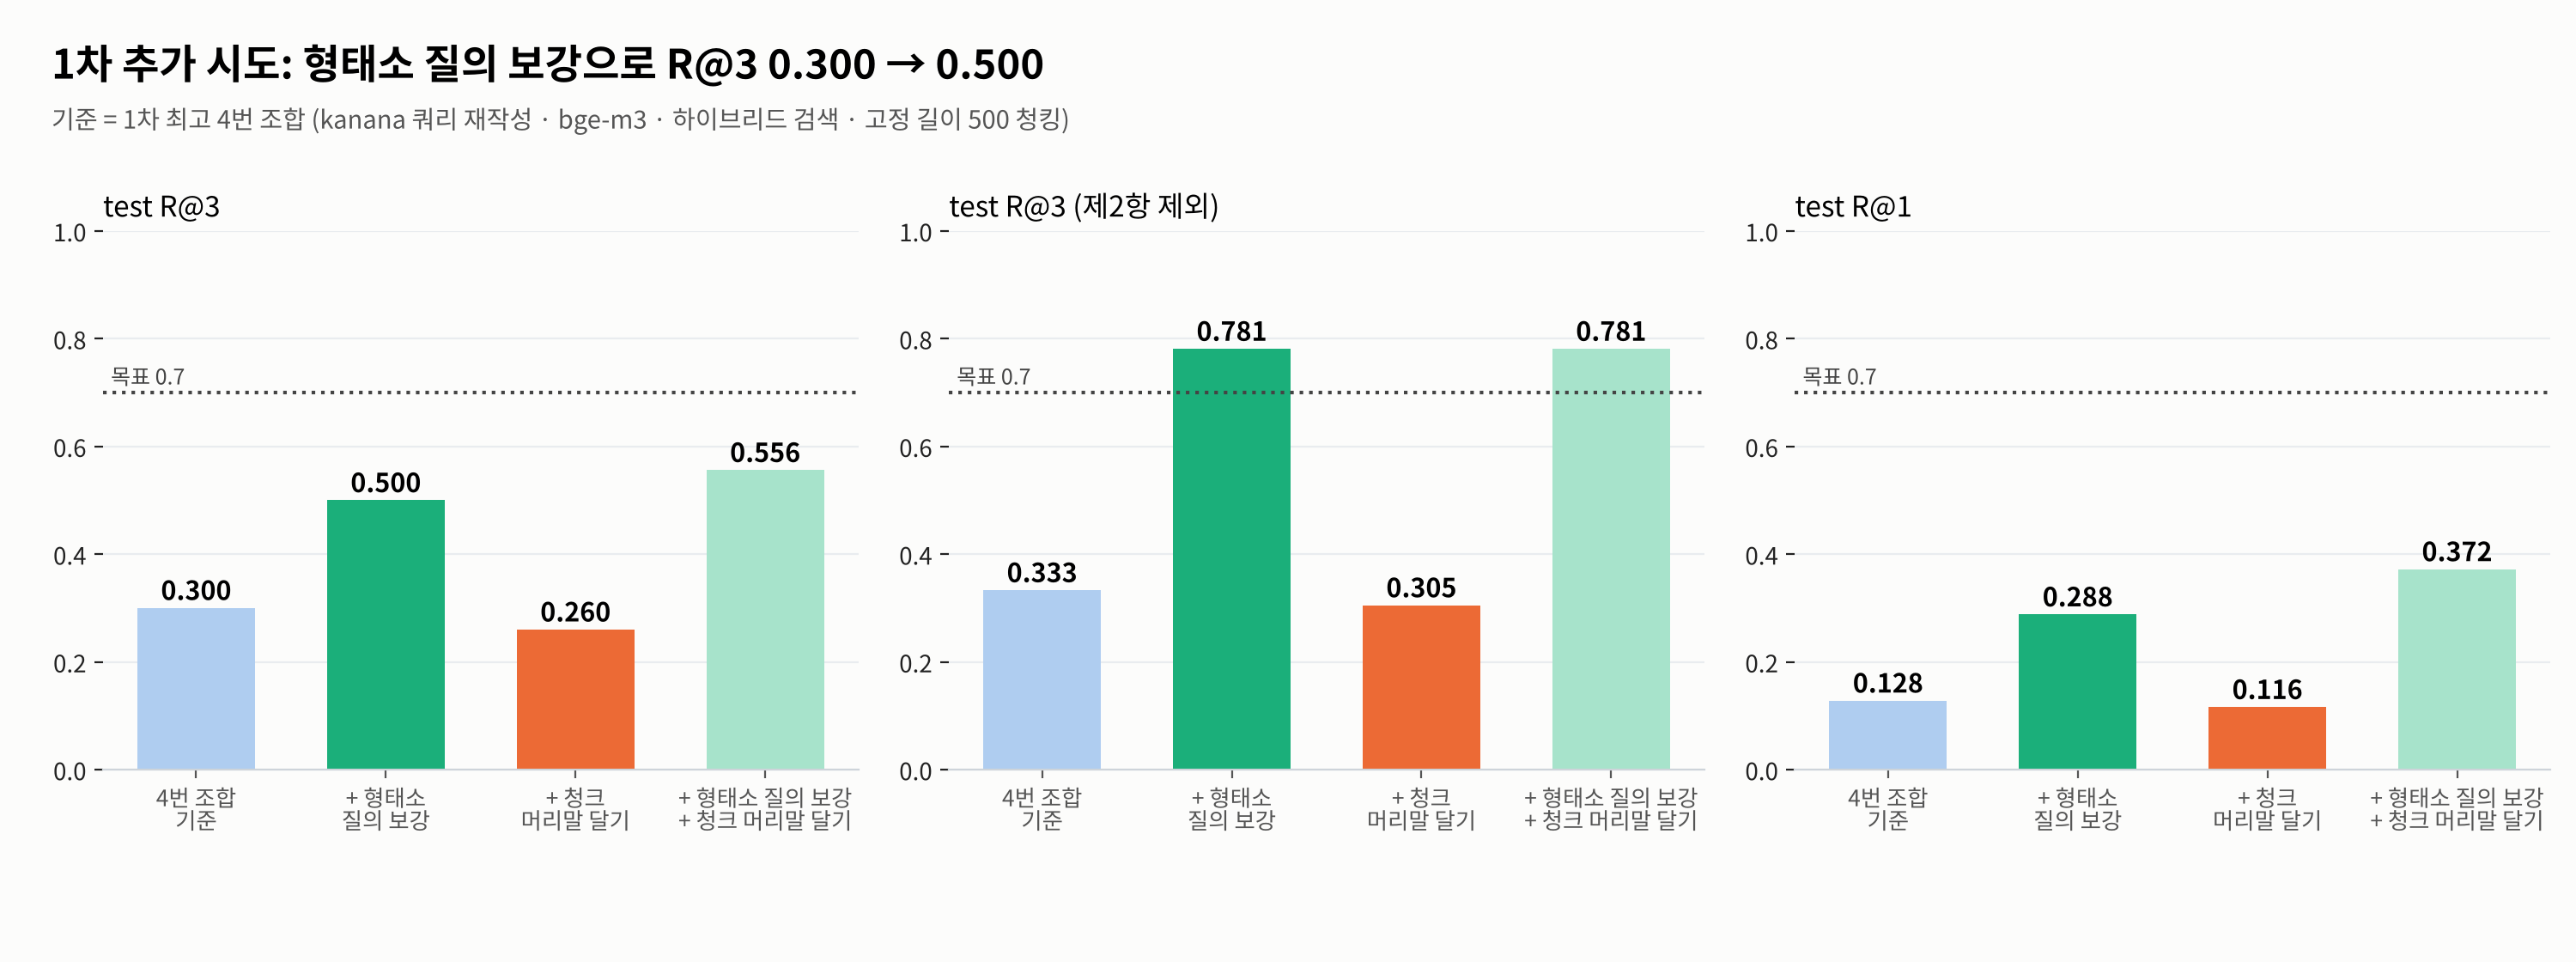 1차 추가 시도: 형태소 질의 보강으로 R@3 0.300 → 0.500
기준 = 1차 최고 4번 조합 (kanana 쿼리 재작성 · bge-m3 · 하이브리드 검색 · 고정 길이 500 청킹)
test R@3
1.0
0.8
목표 0.7
0.6
0.4
0.2
0.0
0.300
0.500
0.260
0.556
4번 조합
기준
+ 형태소
질의 보강
+ 청크
머리말 달기
+ 형태소 질의 보강
+ 청크 머리말 달기
test R@3 (제2항 제외)
1.0
0.8
목표 0.7
0.6
0.4
0.2
0.0
0.333
0.781
0.305
0.781
4번 조합
기준
+ 형태소
질의 보강
+ 청크
머리말 달기
+ 형태소 질의 보강
+ 청크 머리말 달기
test R@1
1.0
0.8
목표 0.7
0.6
0.4
0.2
0.0
0.128
0.288
0.116
0.372
4번 조합
기준
+ 형태소
질의 보강
+ 청크
머리말 달기
+ 형태소 질의 보강
+ 청크 머리말 달기